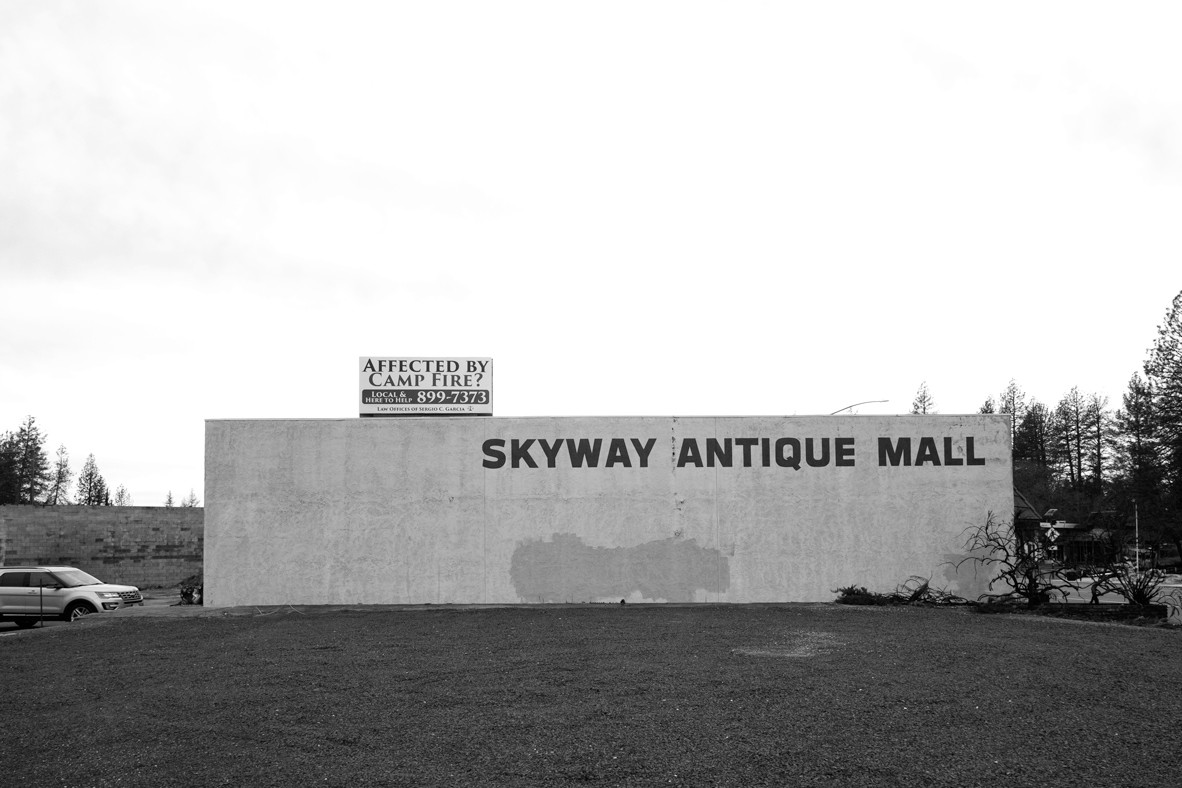 AFFECTED BY
CAMP FIRE?
LOCAL &
HERE TO HELP 899-7373
LAW OFFICES OF SERGIO C. GARCIA
SKYWAY ANTIQUE MALL